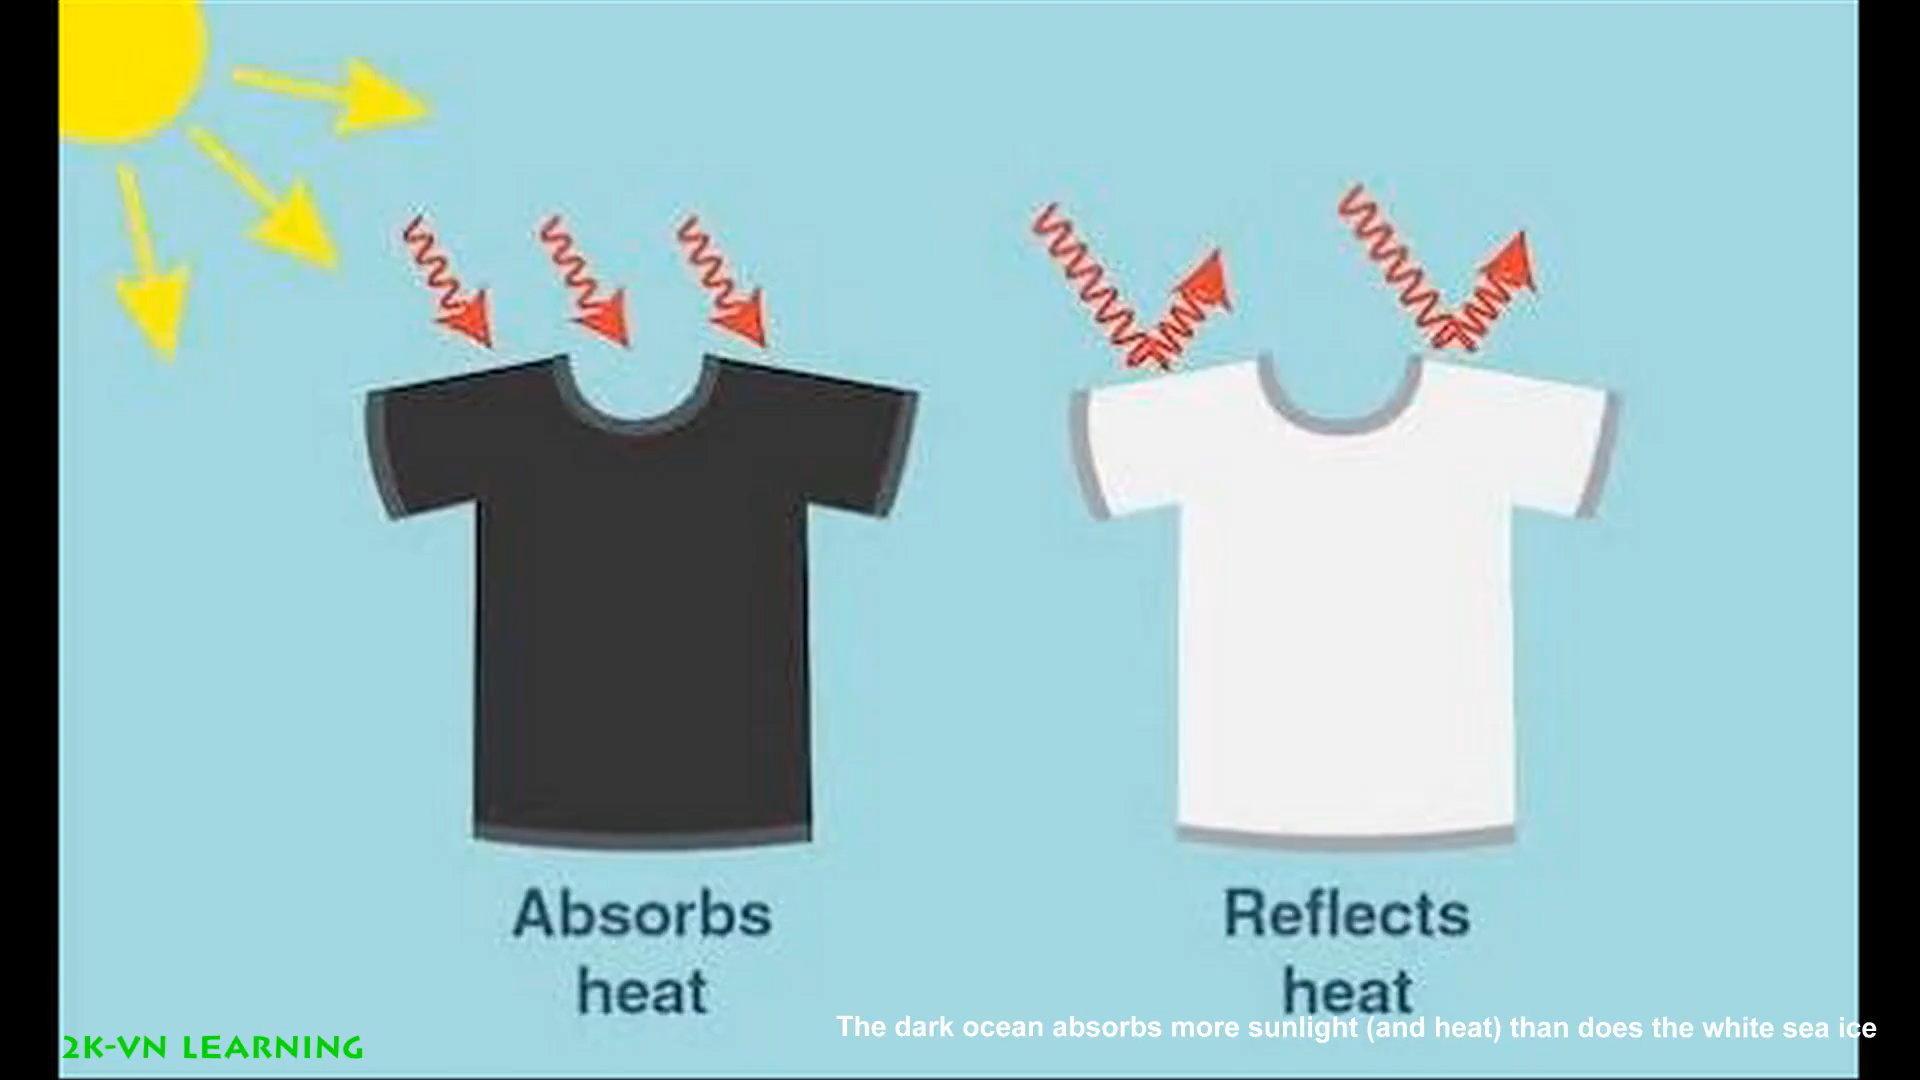 Absorbs
heat
Reflects
heat
The dark ocean absorbs more sunlight (and heat) than does the white sea ice
2K-VN LEARNING